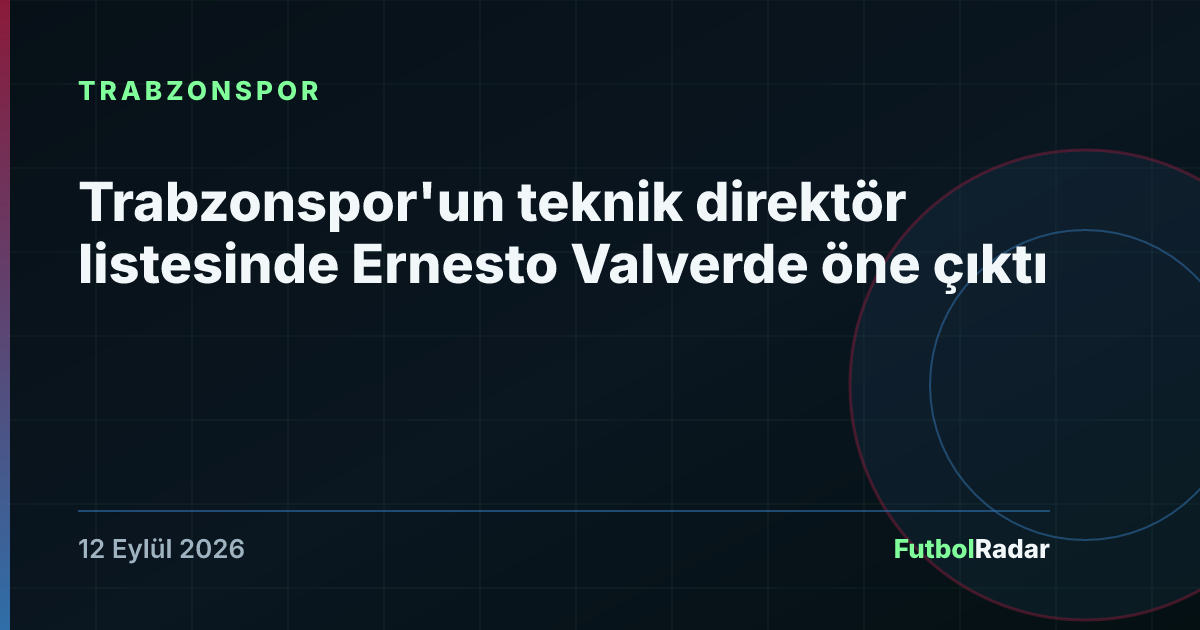 TRABZONSPOR
Trabzonspor'un teknik direktör
listesinde Ernesto Valverde öne çıktı
12 Eylül 2026
FutbolRadar